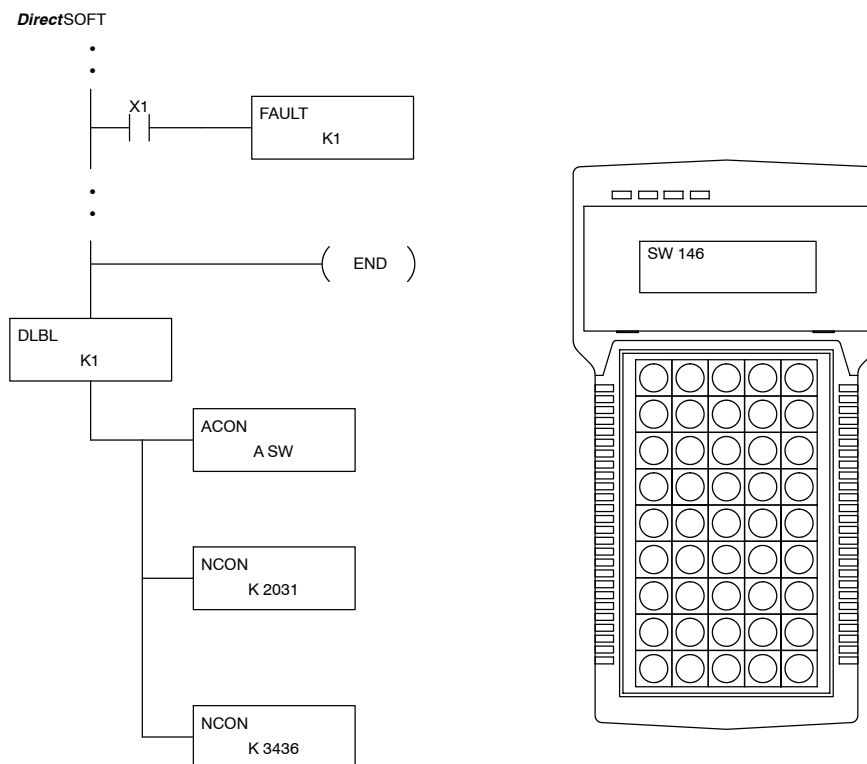 DirectSOFT
X1
FAULT
K1
SW 146
END
DLBL
K1
ACON
A SW
NCON
K 2031
NCON
K 3436